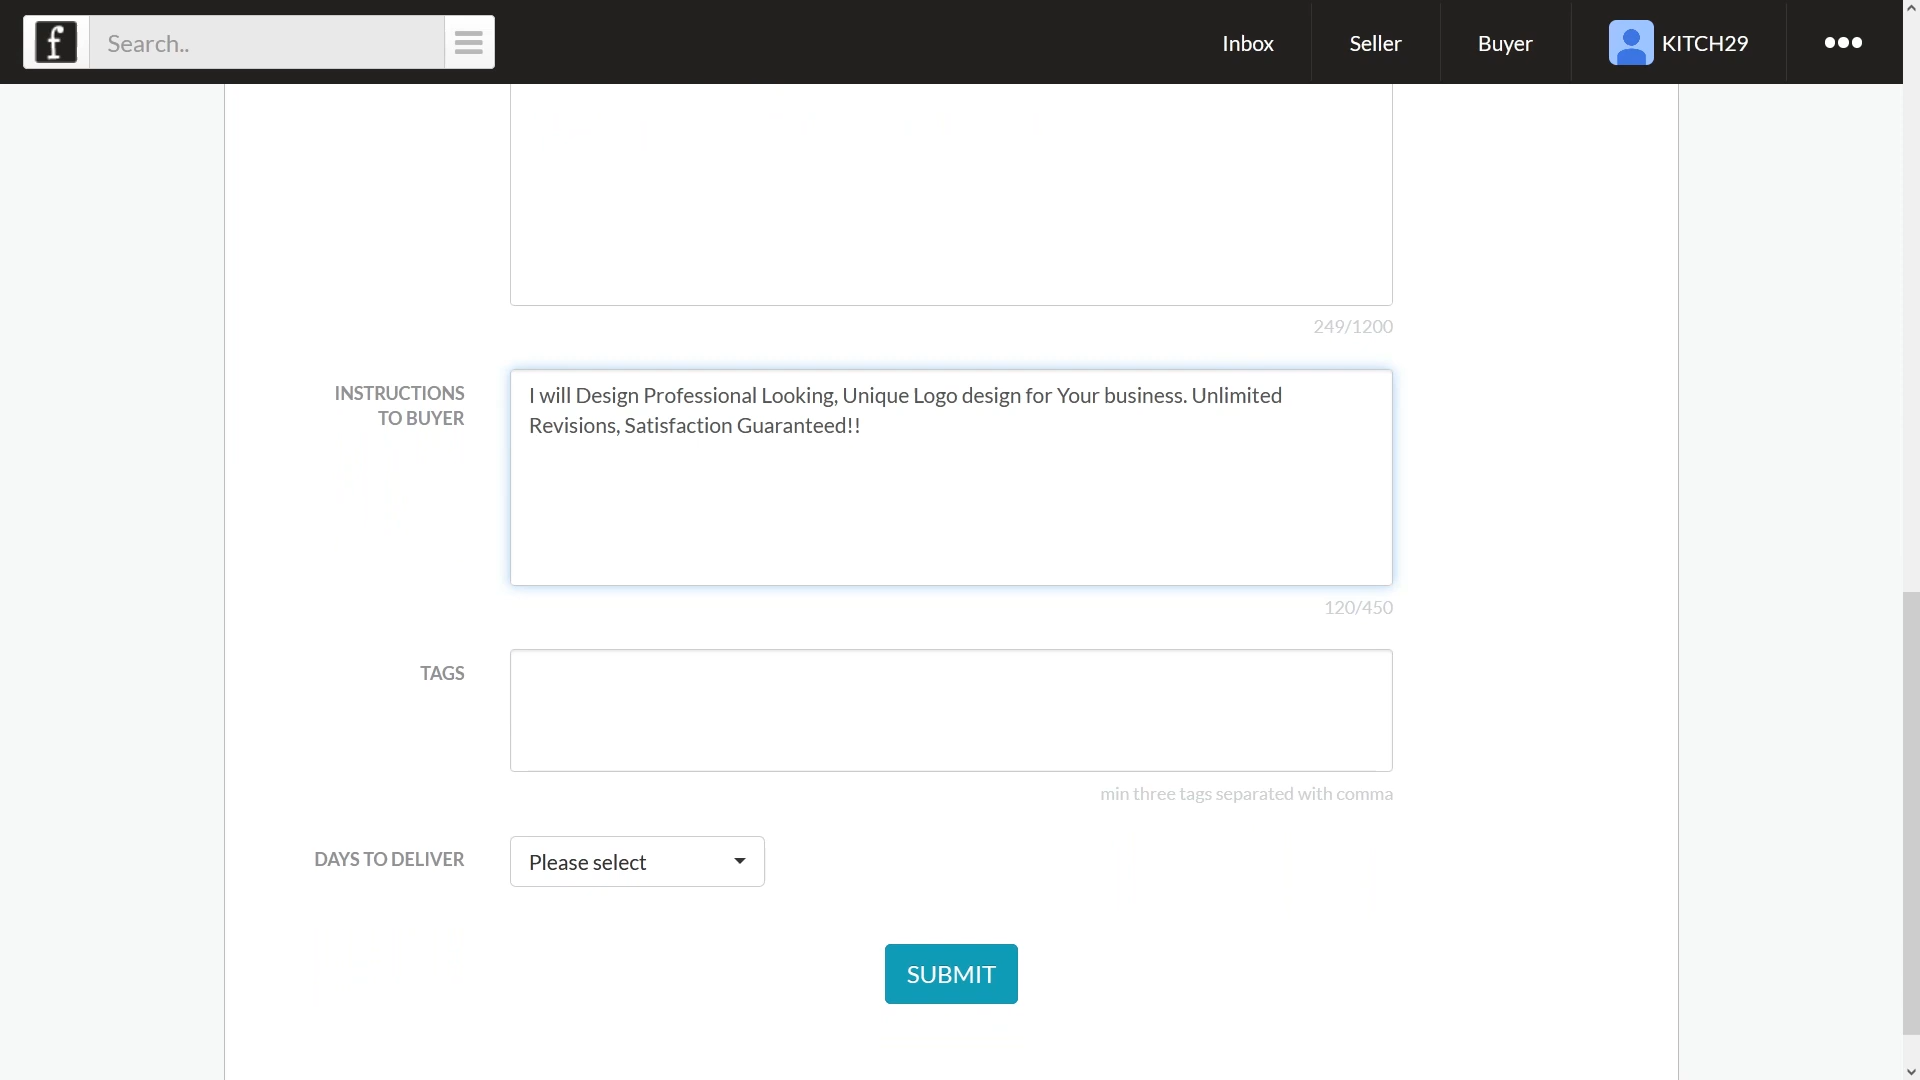 f Search.. Inbox Seller Buyer KITCH29
249/1200
INSTRUCTIONS
TO BUYER
I will Design Professional Looking, Unique Logo design for Your business. Unlimited
Revisions, Satisfaction Guaranteed!!
120/450
TAGS
min three tags separated with comma
DAYS TO DELIVER Please select
SUBMIT